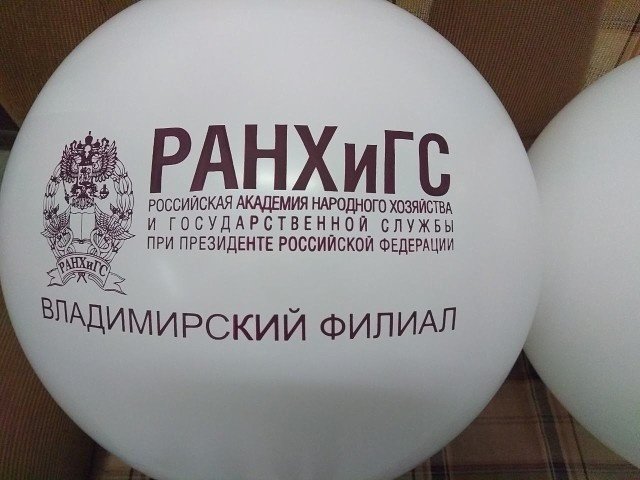 РАНХиГС
РОССИЙСКАЯ АКАДЕМИЯ НАРОДНОГО ХОЗЯЙСТВА
И ГОСУДАРСТВЕННОЙ СЛУЖБЫ
ПРИ ПРЕЗИДЕНТЕ РОССИЙСКОЙ ФЕДЕРАЦИИ
РАНХиГС
ВЛАДИМИРСКИЙ ФИЛИАЛ